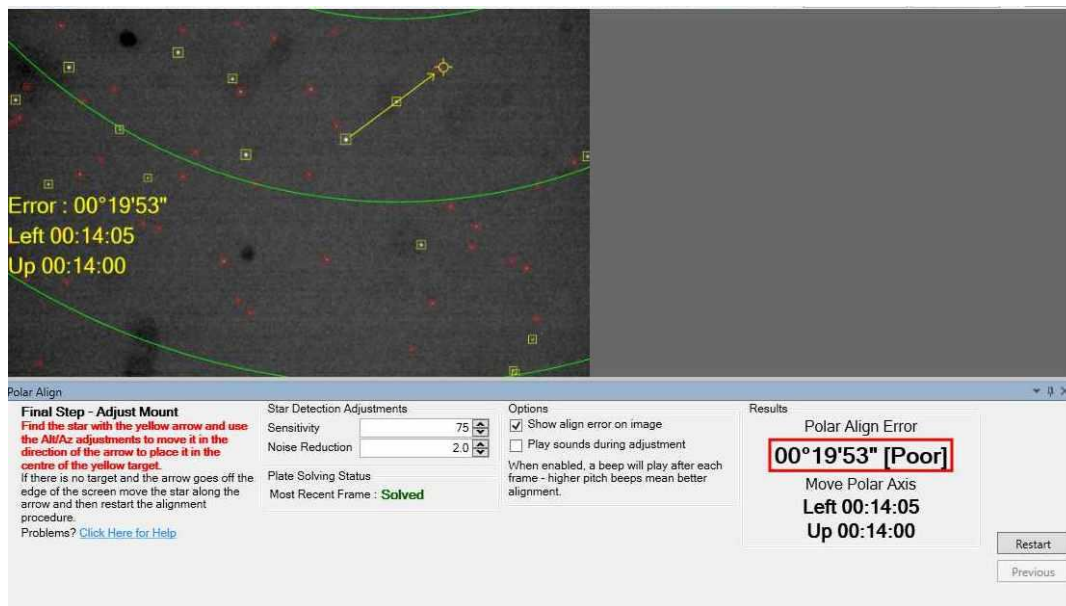 Error : 00°19'53"
Left 00:14:05
Up 00:14:00
Polar Align
Final Step - Adjust Mount
Find the star with the yellow arrow and use
the Alt/Az adjustments to move it in the
direction of the arrow to place it in the
centre of the yellow target.
If there is no target and the arrow goes off the
edge of the screen move the star along the
arrow and then restart the alignment
procedure.
Problems? Click Here for Help
Star Detection Adjustments
Sensitivity 75
Noise Reduction 2.0
Plate Solving Status
Most Recent Frame : Solved
Options
Show align error on image
Play sounds during adjustment
When enabled, a beep will play after each
frame - higher pitch beeps mean better
alignment.
Results
Polar Align Error
00°19'53" [Poor]
Move Polar Axis
Left 00:14:05
Up 00:14:00
Restart
Previous